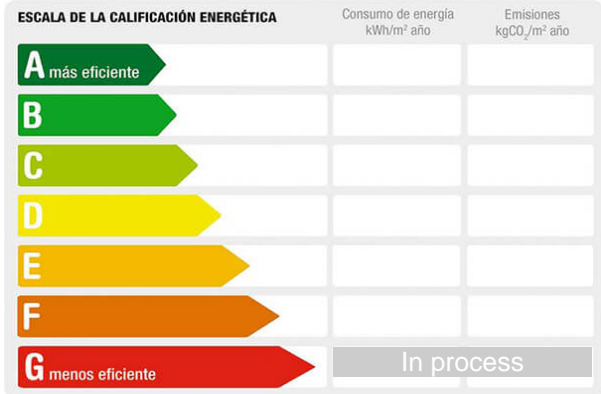 ESCALA DE LA CALIFICACIÓN ENERGÉTICA
Consumo de energía
kWh/m² año
Emisiones
kgCO₂/m² año
A más eficiente
B
C
D
E
F
G menos eficiente
In process